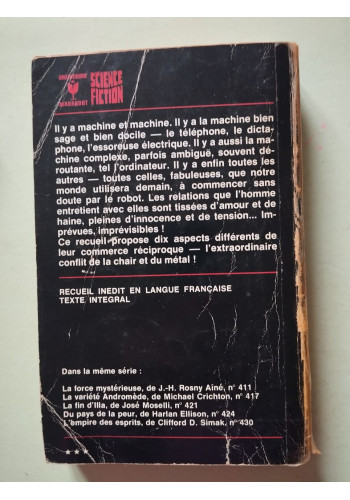 BIBLIOTHEQUE
MARABOUT
SCIENCE
FICTION
Il y a machine et machine. Il y a la machine bien
sage et bien docile — le téléphone, le dicta-
phone, l'essoreuse électrique. Il y a aussi la ma-
chine complexe, parfois ambiguë, souvent dé-
routante, tel l'ordinateur. Il y a enfin toutes les
autres — toutes celles, fabuleuses, que notre
monde utilisera demain, à commencer sans
doute par le robot. Les relations que l'homme
entretient avec elles sont tissées d'amour et de
haine, pleines d'innocence et de tension... Im-
prévues, imprévisibles !
Ce recueil propose dix aspects différents de
leur commerce réciproque — l'extraordinaire
conflit de la chair et du métal !
RECUEIL INEDIT EN LANGUE FRANÇAISE
TEXTE INTEGRAL
Dans la même série :
La force mystérieuse, de J.-H. Rosny Aîné, n° 411
La variété Andromède, de Michael Crichton, n° 417
La fin d'Illa, de José Moselli, n° 421
Du pays de la peur, de Harlan Ellison, n° 424
L'empire des esprits, de Clifford D. Simak, n° 430
★★★